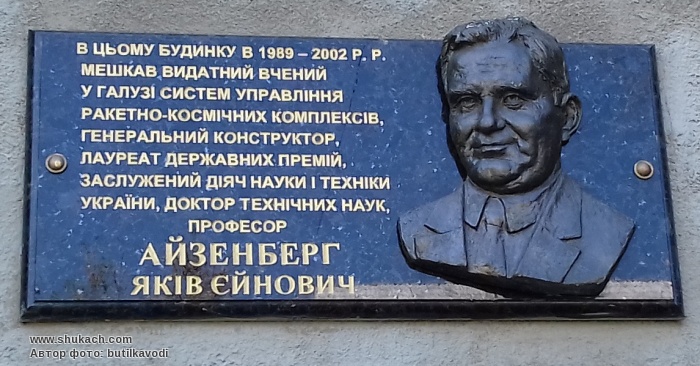 В ЦЬОМУ БУДИНКУ В 1989 – 2002 Р. Р.
МЕШКАВ ВИДАТНИЙ ВЧЕНИЙ
У ГАЛУЗІ СИСТЕМ УПРАВЛІННЯ
РАКЕТНО-КОСМІЧНИХ КОМПЛЕКСІВ,
ГЕНЕРАЛЬНИЙ КОНСТРУКТОР,
ЛАУРЕАТ ДЕРЖАВНИХ ПРЕМІЙ,
ЗАСЛУЖЕНИЙ ДІЯЧ НАУКИ І ТЕХНІКИ
УКРАЇНИ, ДОКТОР ТЕХНІЧНИХ НАУК,
ПРОФЕСОР
АЙЗЕНБЕРГ
ЯКІВ ЄЙНОВИЧ
www.shukach.com
Автор фото: butilkavodi